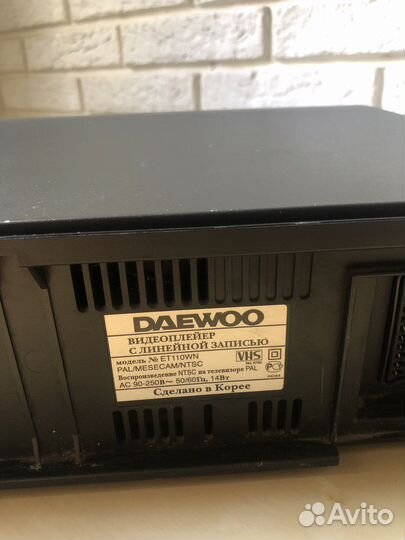 DAEWOO
ВИДЕОПЛЕЙЕР
С ЛИНЕЙНОЙ ЗАПИСЬЮ
модель № ET110WN
PAL/MESECAM/NTSC
Воспроизведение NTSC на телевизоре PAL
AC 90-250В~ 50/60Гц, 14Вт
Сделано в Корее
VHS
Avito